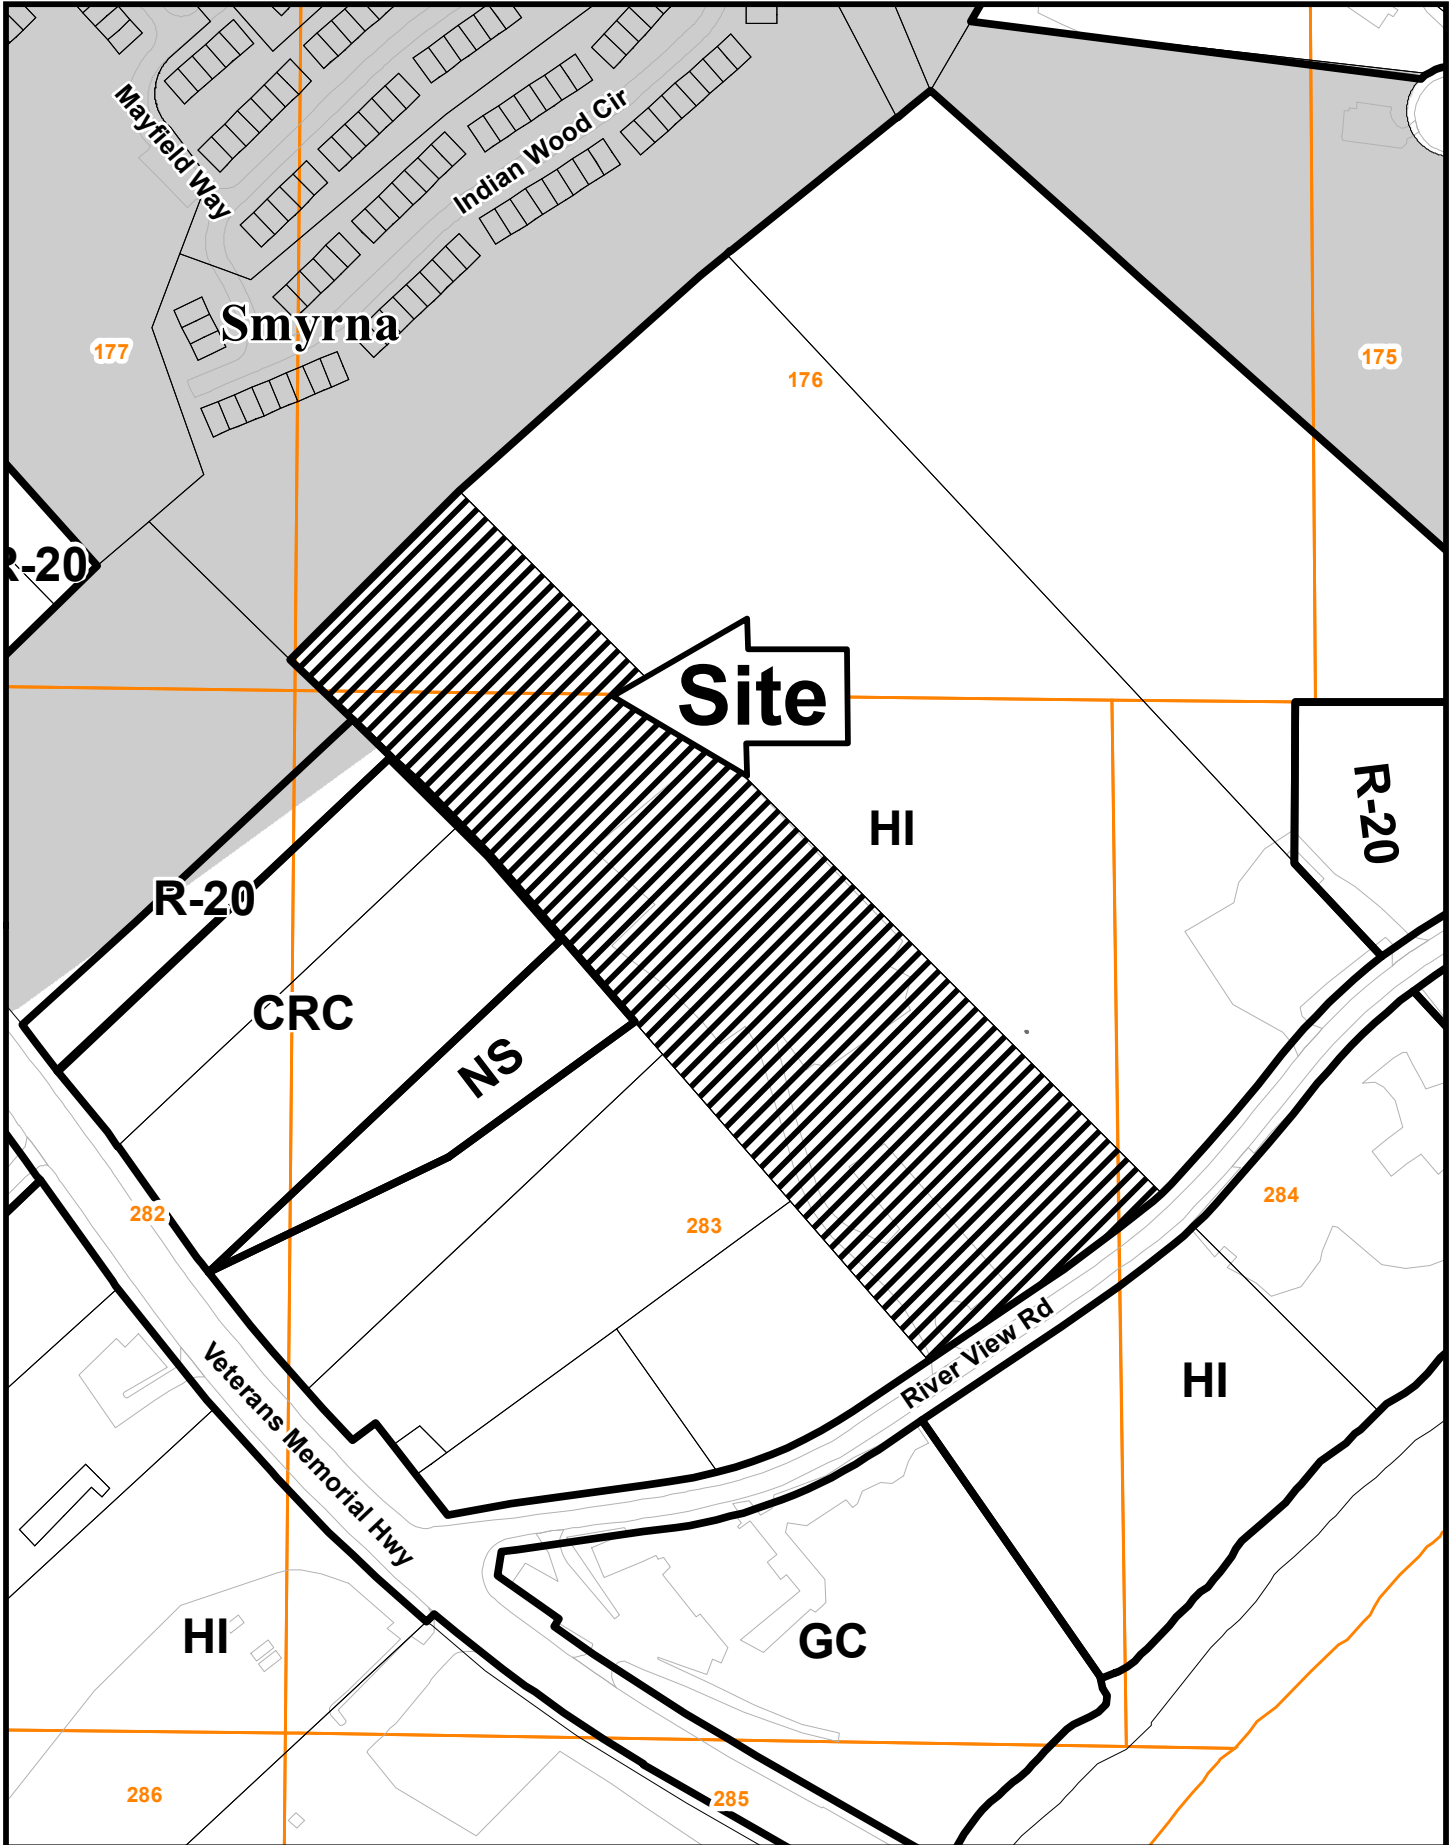 Mayfield Way
Indian Wood Cir
Smyrna
177
175
176
R-20
Site
HI
R-20
R-20
CRC
NS
282
283
284
River View Rd
HI
Veterans Memorial Hwy
HI
GC
286
285